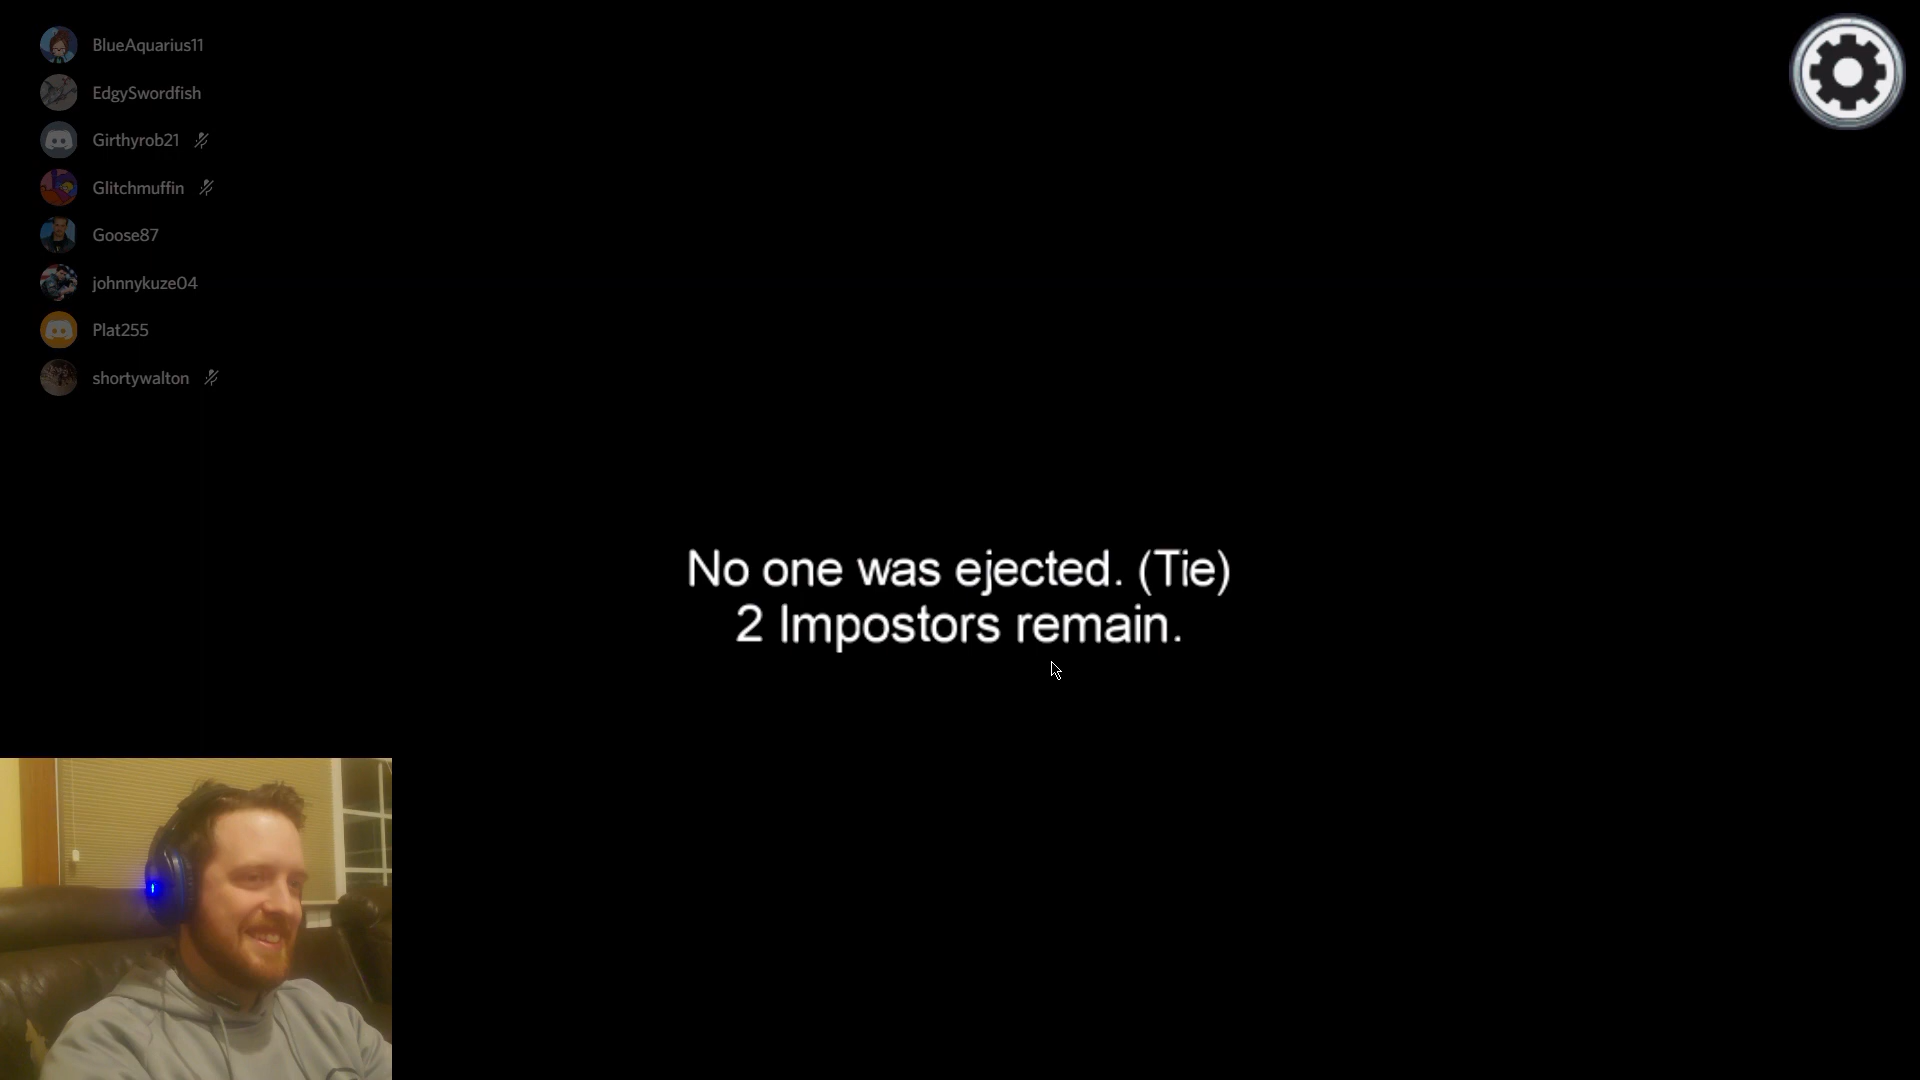 BlueAquarius11
EdgySwordfish
Girthyrob21
Glitchmuffin
Goose87
johnnykuze04
Plat255
shortywalton
No one was ejected. (Tie)
2 Impostors remain.